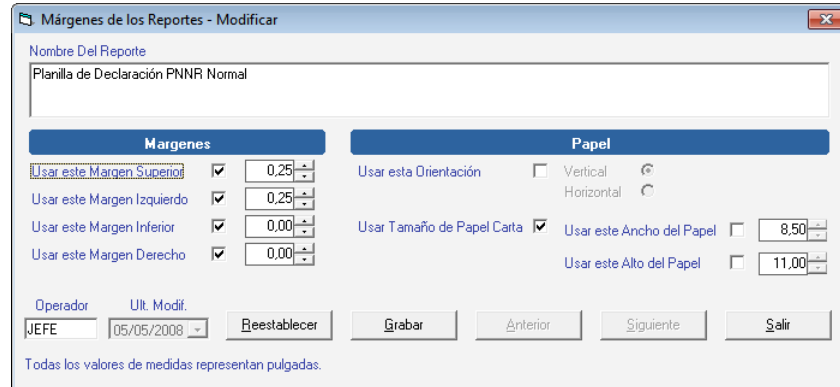 Márgenes de los Reportes - Modificar
Nombre Del Reporte
Planilla de Declaración PNNR Normal
Margenes
Papel
Usar este Margen Superior 0,25
Usar esta Orientación Vertical
Horizontal
Usar este Margen Izquierdo 0,25
Usar este Margen Inferior 0,00
Usar Tamaño de Papel Carta Usar este Ancho del Papel 8,50
Usar este Margen Derecho 0,00
Usar este Alto del Papel 11,00
Operador Ult. Modif.
JEFE 05/05/2008 Reestablecer Grabar Anterior Siguiente Salir
Todas los valores de medidas representan pulgadas.